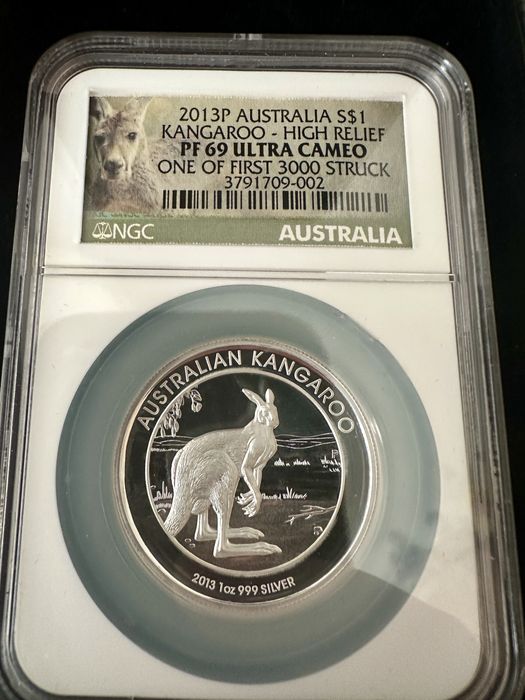 2013P AUSTRALIA S$1
KANGAROO - HIGH RELIEF
PF 69 ULTRA CAMEO
ONE OF FIRST 3000 STRUCK
3791709-002
NGC
AUSTRALIA
AUSTRALIAN KANGAROO
P
2013 1oz 999 SILVER